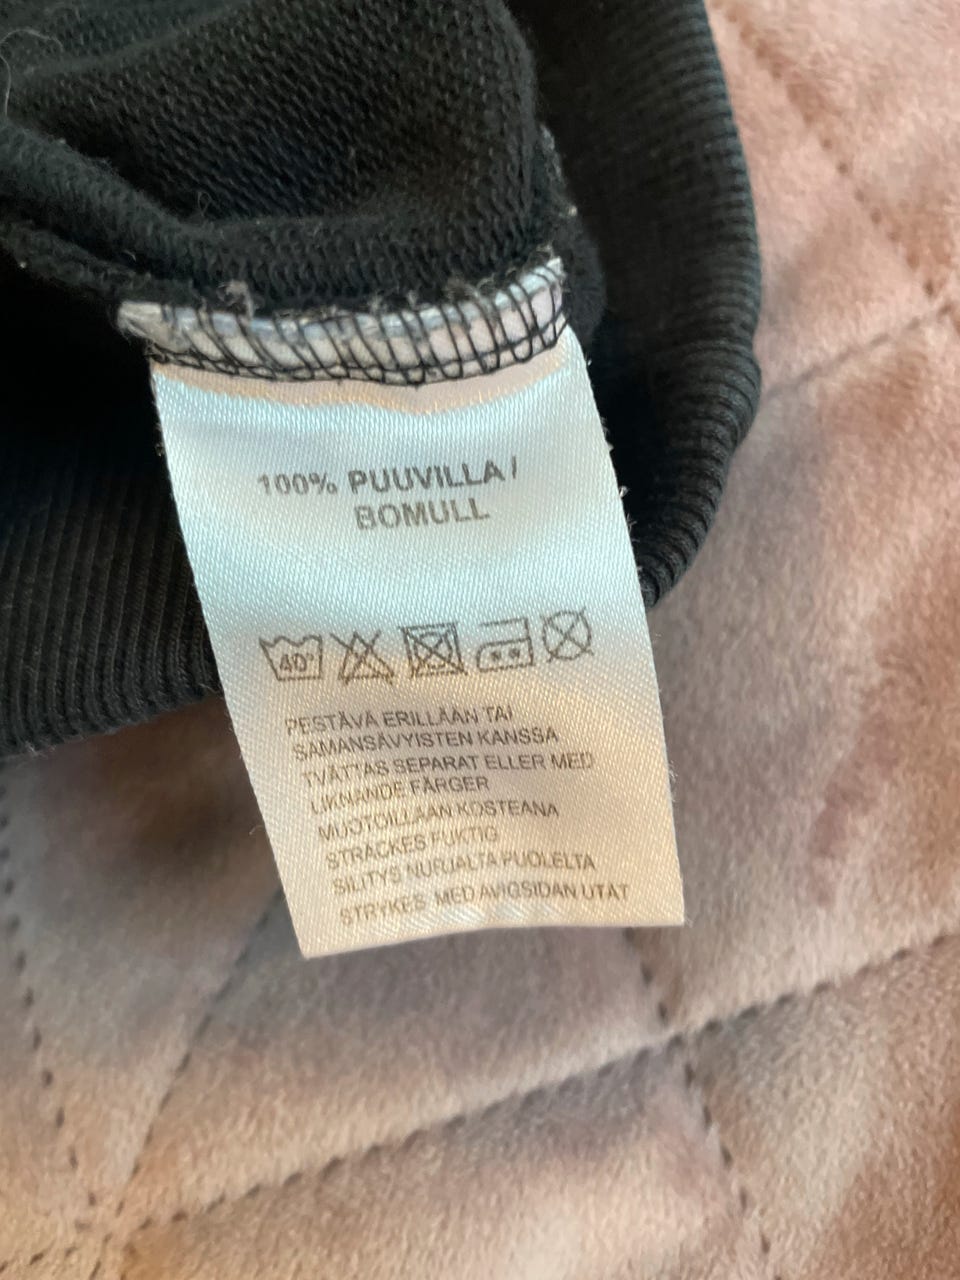 100% PUUVILLA/
BOMULL
40°
PESTÄVÄ ERILLÄÄN TAI
SAMANSÄVYISTEN KANSSA
TVÄTTAS SEPARAT ELLER MED
LIKNANDE FÄRGER
MUOTOILLAAN KOSTEANA
STRÄCKES FUKTIG
SILITYS NURJALTA PUOLELTA
STRYKES MED AVIGSIDAN UTÅT